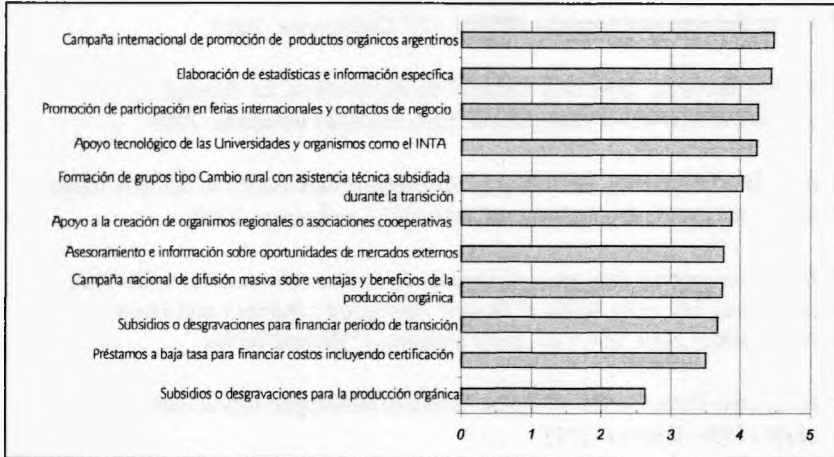 Campaña internacional de promoción de productos orgánicos argentinos
Elaboración de estadísticas e información específica
Promoción de participación en ferias internacionales y contactos de negocio
Apoyo tecnológico de las Universidades y organismos como el INTA
Formación de grupos tipo Cambio rural con asistencia técnica subsidiada
durante la transición
Apoyo a la creación de organimos regionales o asociaciones cooeperativas
Asesoramiento e información sobre oportunidades de mercados externos
Campaña nacional de difusión masiva sobre ventajas y beneficios de la
producción orgánica
Subsidios o desgravaciones para financiar período de transición
Préstamos a baja tasa para financiar costos incluyendo certificación
Subsidios o desgravaciones para la producción orgánica
0 1 2 3 4 5